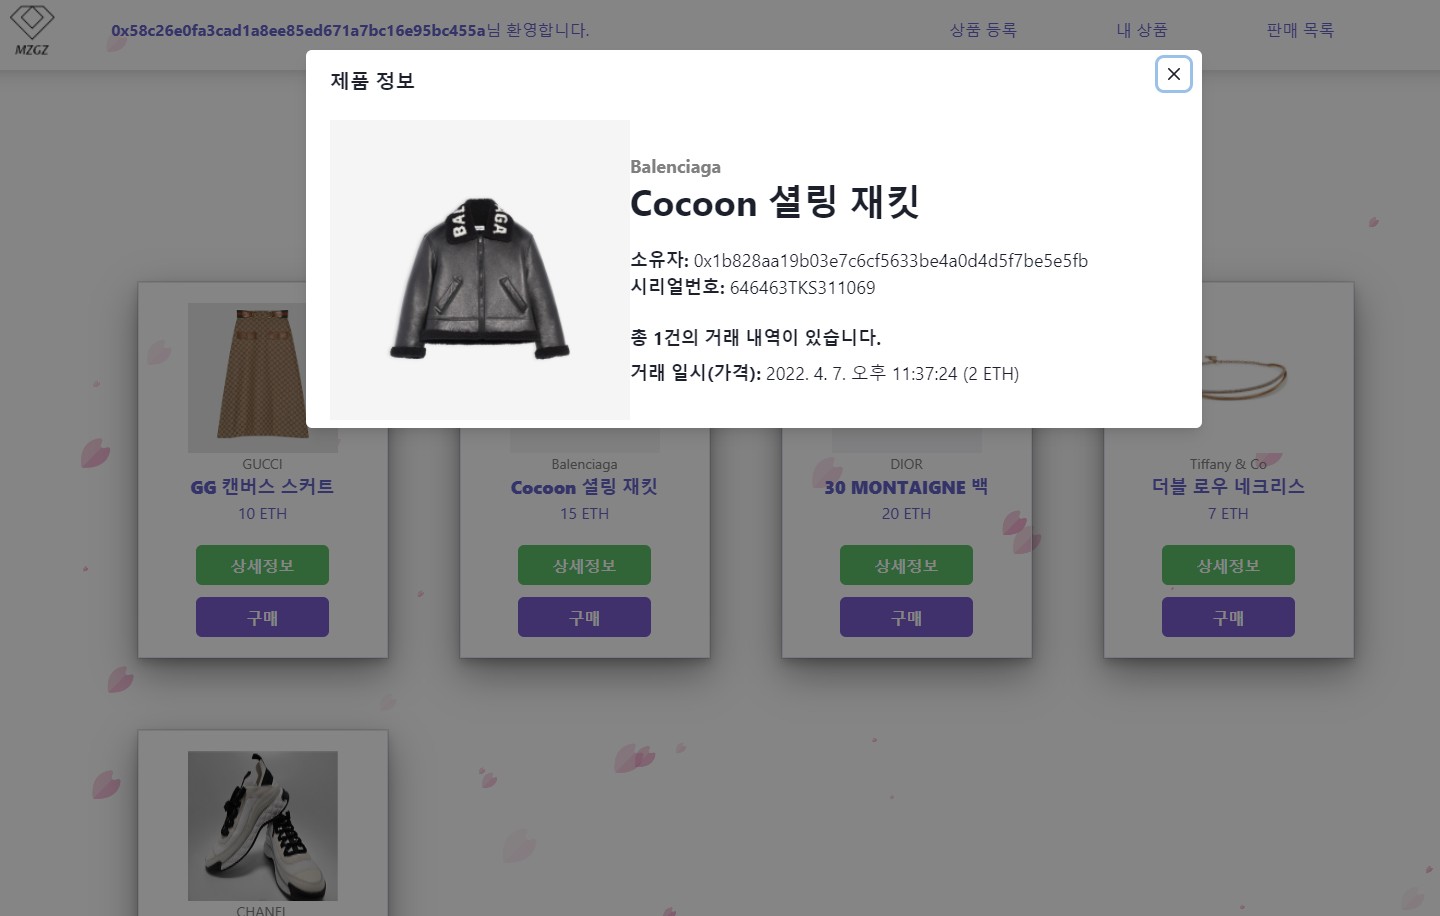 MZGZ
0x58c26e0fa3cad1a8ee85ed671a7bc16e95bc455a님 환영합니다.
상품 등록
내 상품
판매 목록
제품 정보
BAL
AGA
Balenciaga
Cocoon 셜링 재킷
소유자: 0x1b828aa19b03e7c6cf5633be4a0d4d5f7be5e5fb
시리얼번호: 646463TKS311069
총 1건의 거래 내역이 있습니다.
거래 일시(가격): 2022. 4. 7. 오후 11:37:24 (2 ETH)
GUCCI
GG 캔버스 스커트
10 ETH
상세정보
구매
Balenciaga
Cocoon 셜링 재킷
15 ETH
상세정보
구매
DIOR
30 MONTAIGNE 백
20 ETH
상세정보
구매
Tiffany & Co
더블 로우 네크리스
7 ETH
상세정보
구매
CHANEL